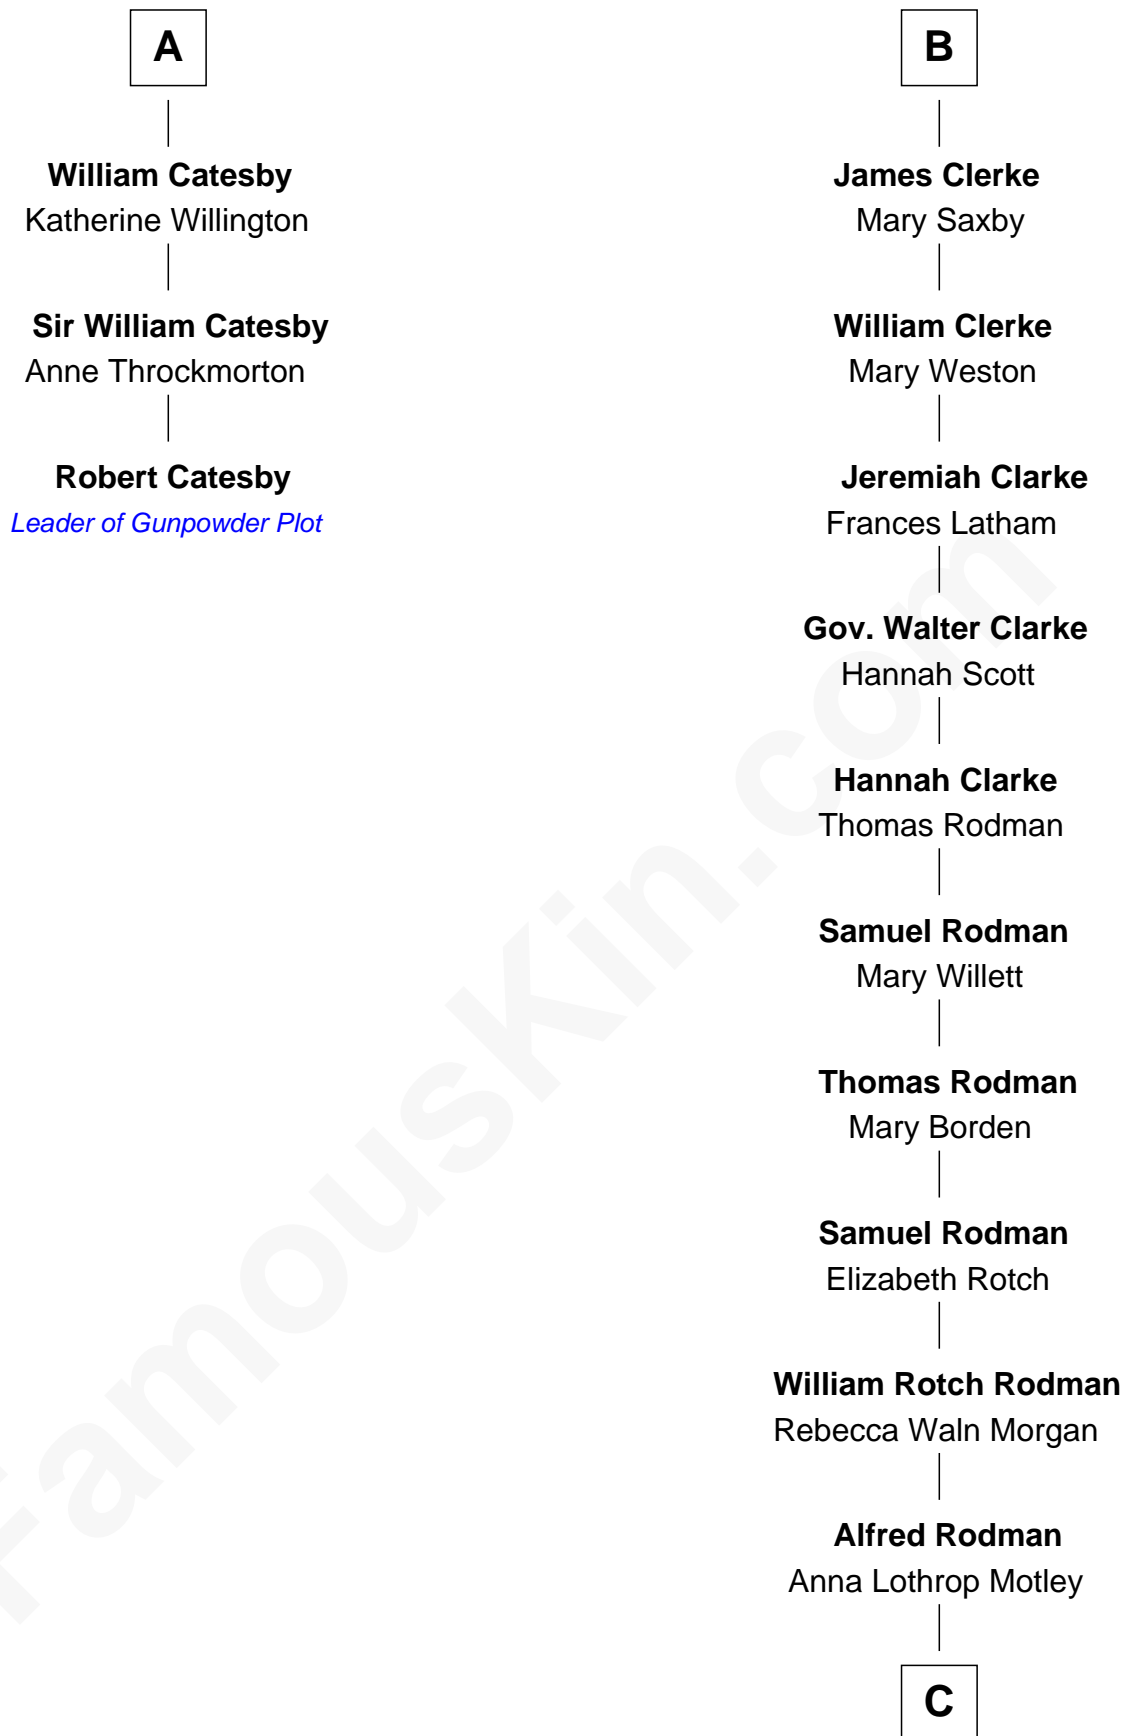 A
William Catesby
Katherine Willington
Sir William Catesby
Anne Throckmorton
Robert Catesby
Leader of Gunpowder Plot
B
James Clerke
Mary Saxby
William Clerke
Mary Weston
Jeremiah Clarke
Frances Latham
Gov. Walter Clarke
Hannah Scott
Hannah Clarke
Thomas Rodman
Samuel Rodman
Mary Willett
Thomas Rodman
Mary Borden
Samuel Rodman
Elizabeth Rotch
William Rotch Rodman
Rebecca Waln Morgan
Alfred Rodman
Anna Lothrop Motley
C
FamousKin.com